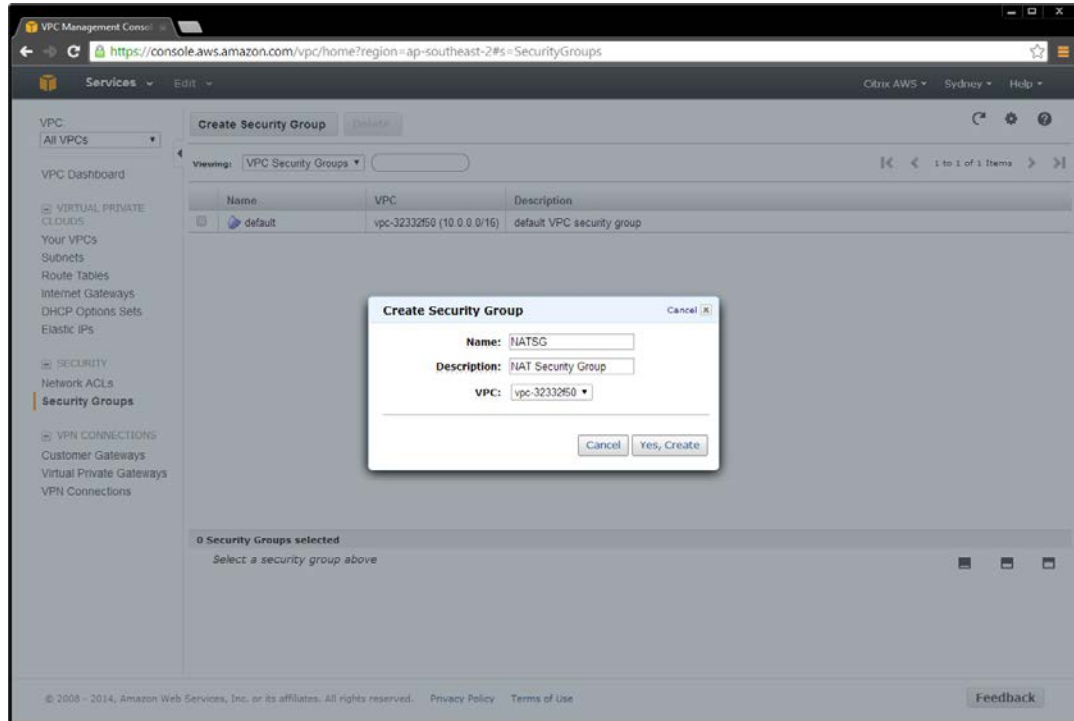 VPC Management Consol
https://console.aws.amazon.com/vpc/home?region=ap-southeast-2#s=SecurityGroups
Services Edit Citrix AWS Sydney Help
VPC:
All VPCs
VPC Dashboard
VIRTUAL PRIVATE CLOUDS
Your VPCs
Subnets
Route Tables
Internet Gateways
DHCP Options Sets
Elastic IPs
SECURITY
Network ACLs
Security Groups
VPN CONNECTIONS
Customer Gateways
Virtual Private Gateways
VPN Connections
Create Security Group Delete
Viewing: VPC Security Groups 1 to 1 of 1 Items
Name VPC Description
default vpc-32332f50 (10.0.0.0/16) default VPC security group
Create Security Group Cancel
Name: NATSG
Description: NAT Security Group
VPC: vpc-32332f50
Cancel Yes, Create
0 Security Groups selected
Select a security group above
© 2008 - 2014, Amazon Web Services, Inc. or its affiliates. All rights reserved. Privacy Policy Terms of Use Feedback